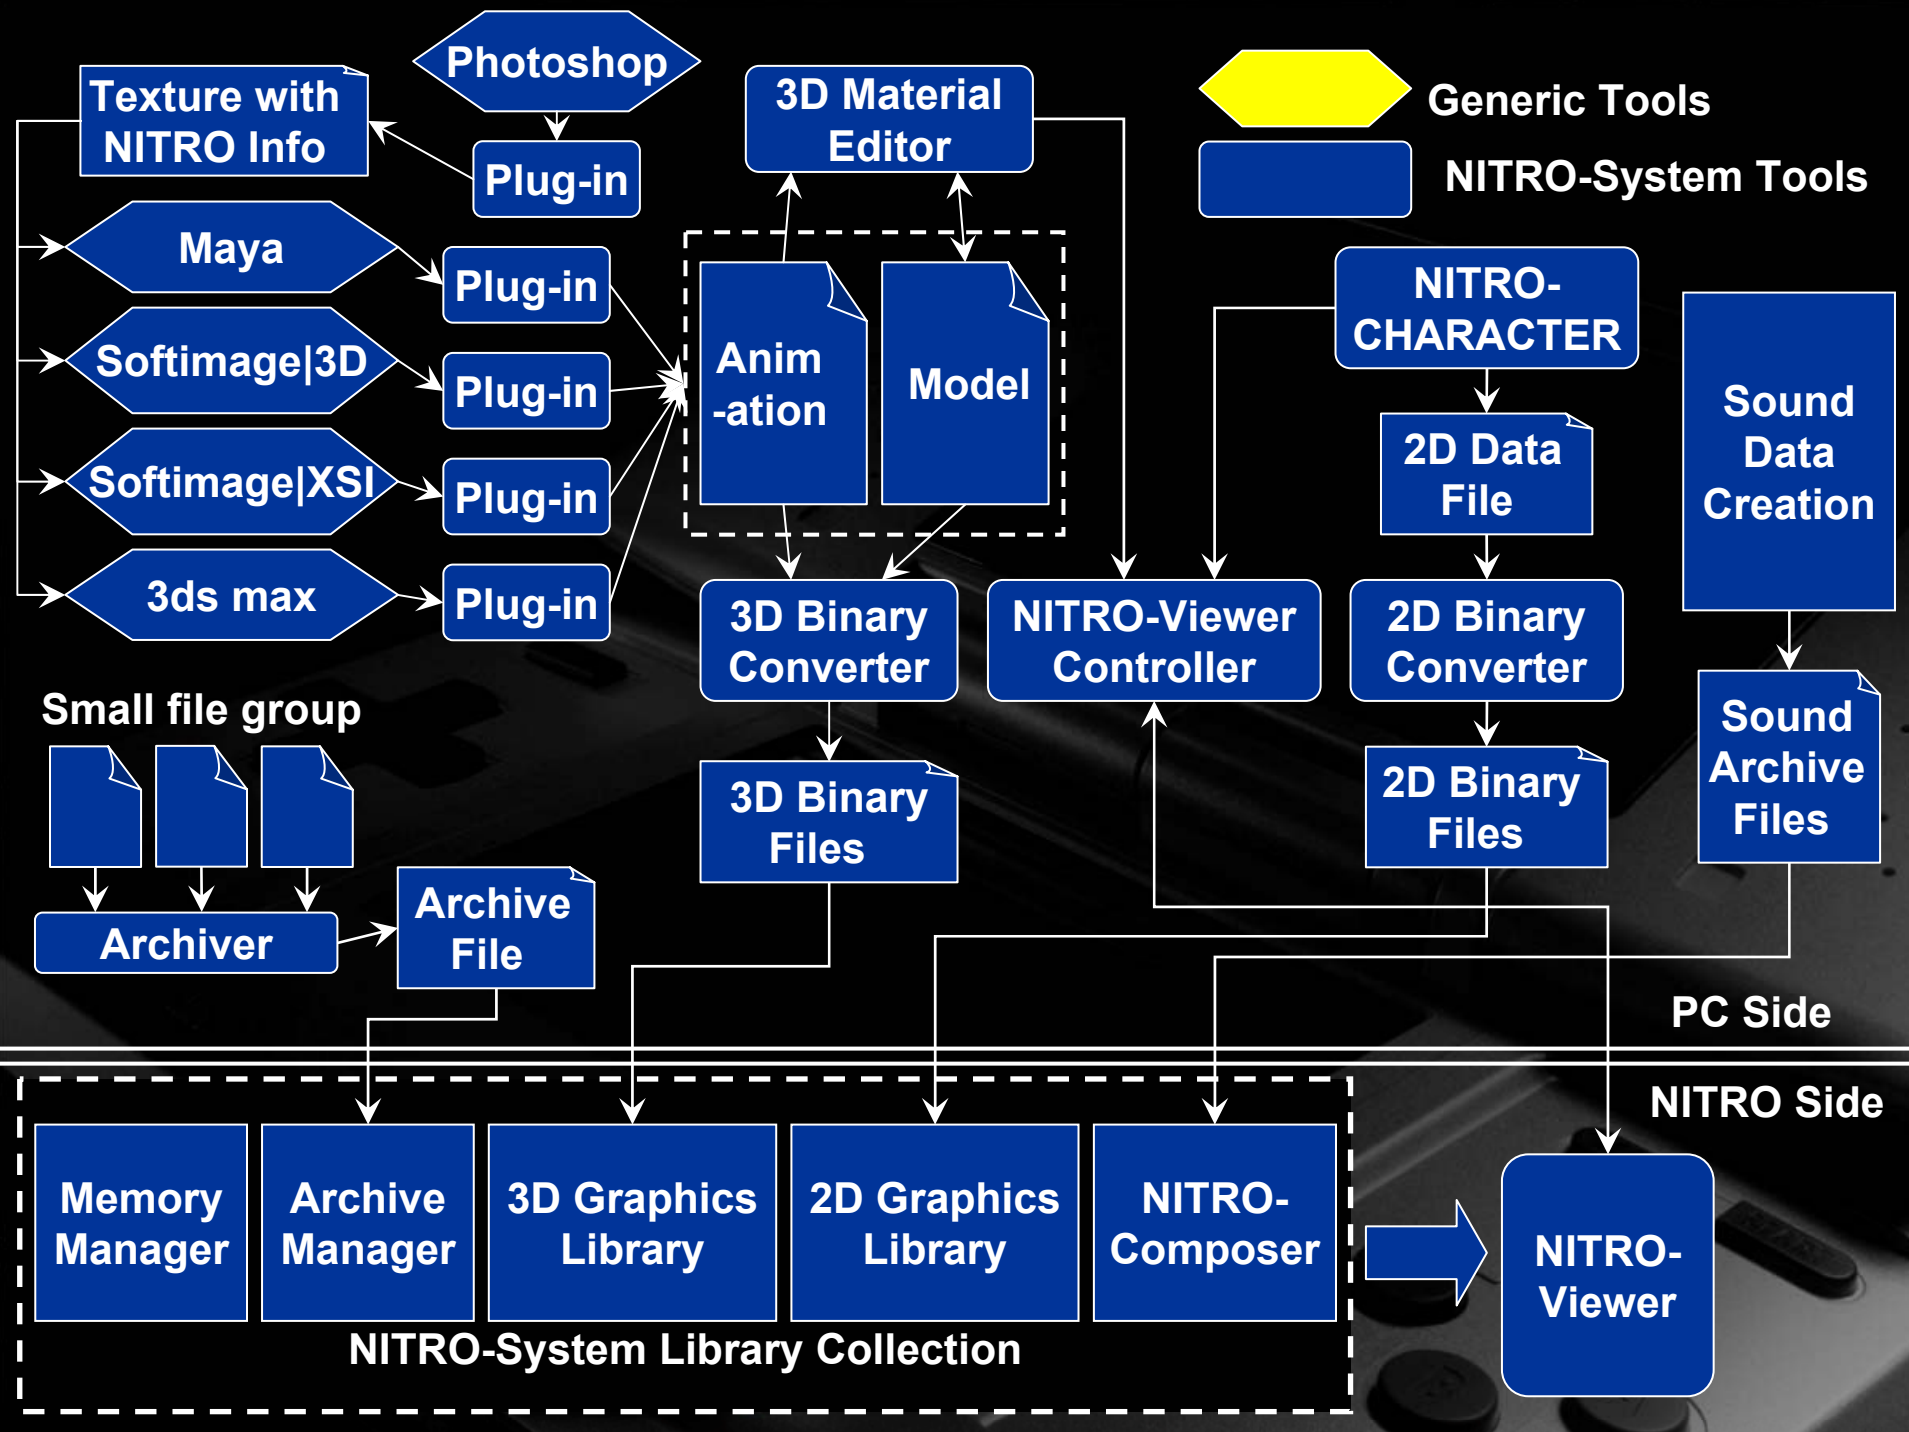 Photoshop
Texture with
NITRO Info
Plug-in
3D Material
Editor
Generic Tools
NITRO-System Tools
Maya
Plug-in
Softimage|3D
Plug-in
Softimage|XSI
Plug-in
3ds max
Plug-in
Anim
-ation
Model
NITRO-
CHARACTER
2D Data
File
Sound
Data
Creation
3D Binary
Converter
NITRO-Viewer
Controller
2D Binary
Converter
Small file group
3D Binary
Files
2D Binary
Files
Sound
Archive
Files
Archiver
Archive
File
PC Side
NITRO Side
Memory
Manager
Archive
Manager
3D Graphics
Library
2D Graphics
Library
NITRO-
Composer
NITRO-
Viewer
NITRO-System Library Collection